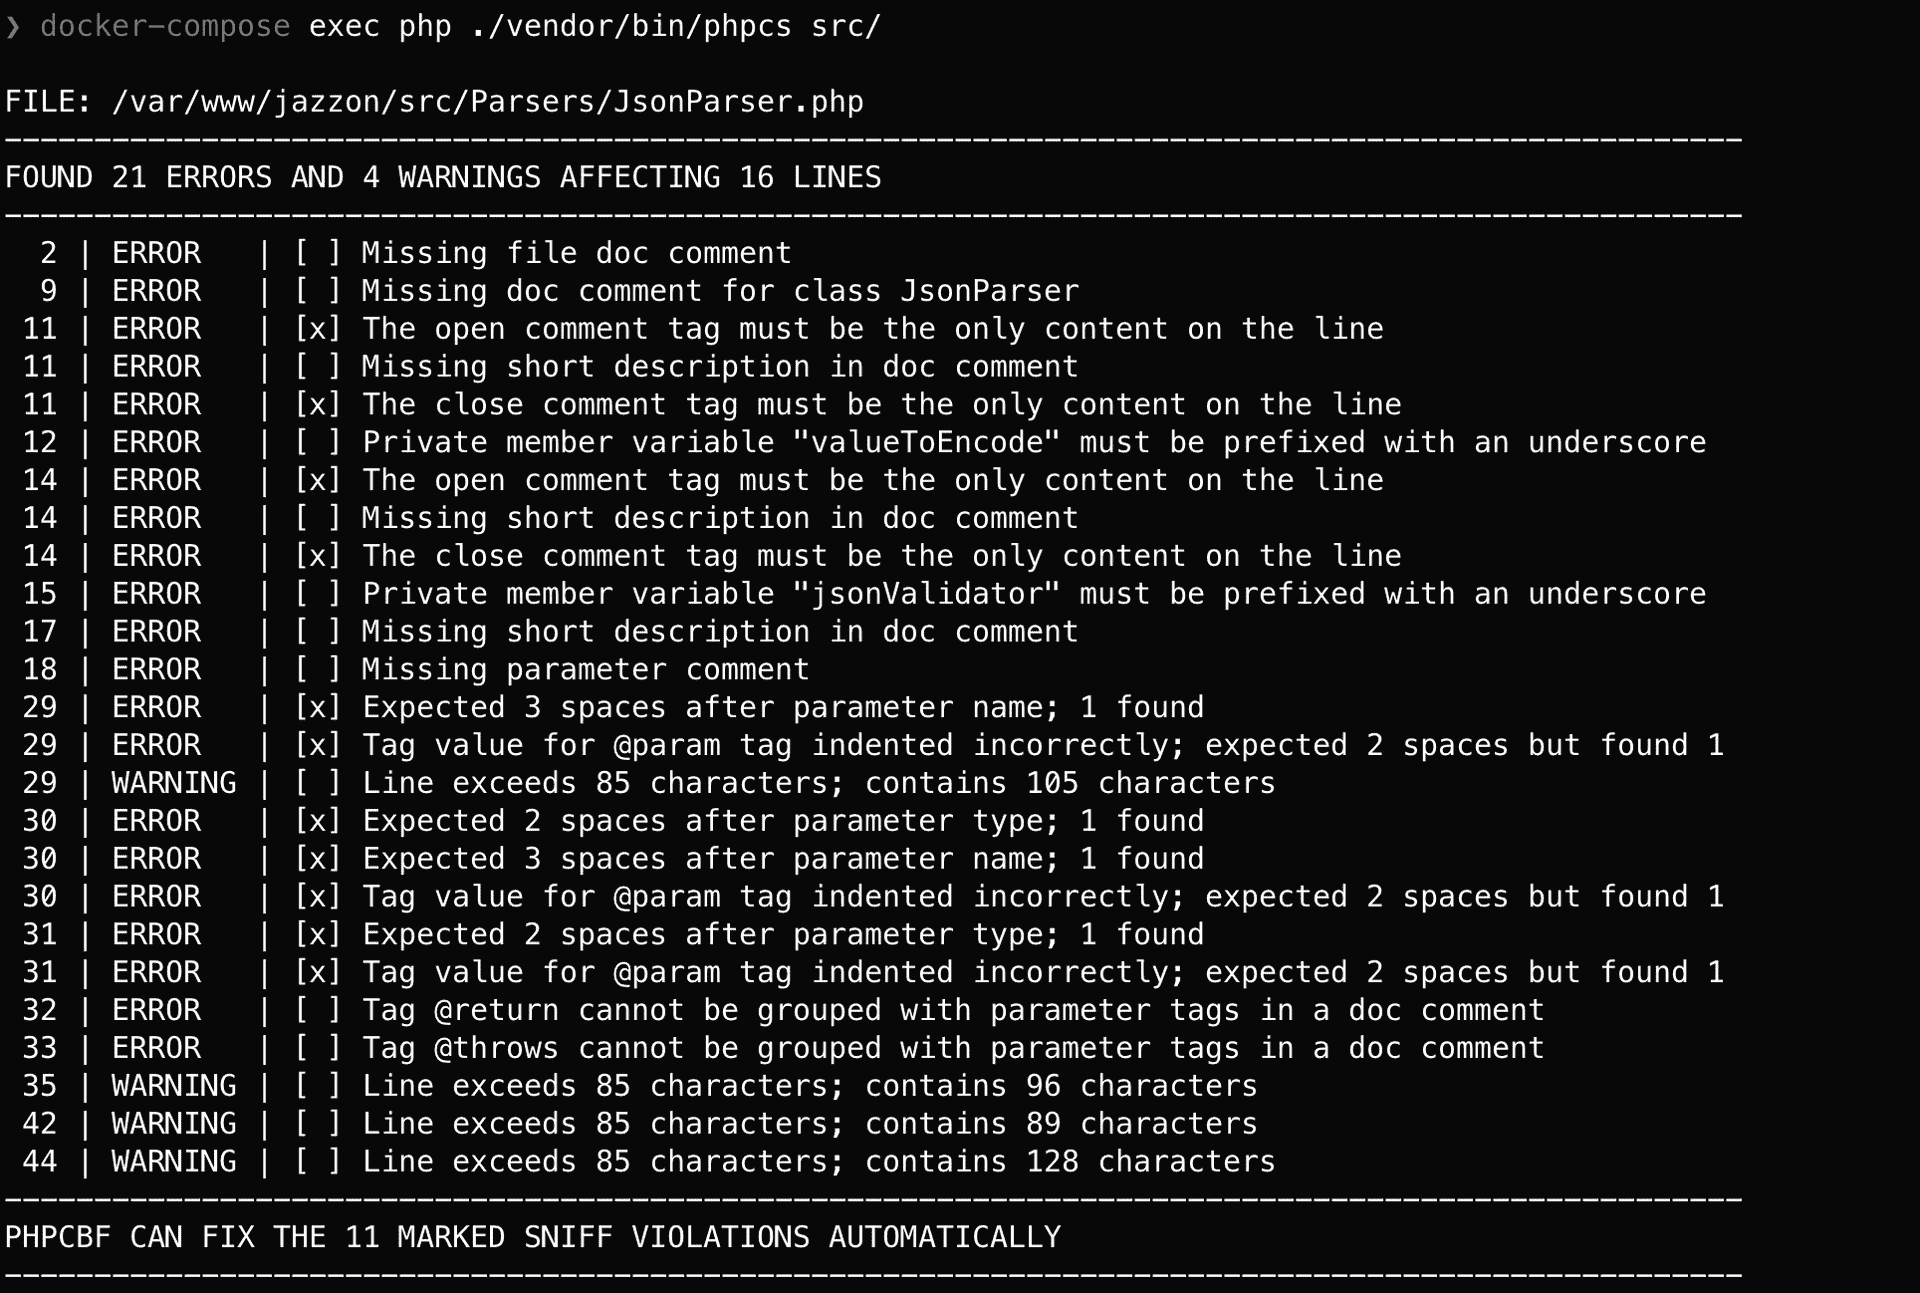 ❯ docker-compose exec php ./vendor/bin/phpcs src/

FILE: /var/www/jazzon/src/Parsers/JsonParser.php
-------------------------------------------------------------------------------------------------
FOUND 21 ERRORS AND 4 WARNINGS AFFECTING 16 LINES
-------------------------------------------------------------------------------------------------
  2 | ERROR   | [ ] Missing file doc comment
  9 | ERROR   | [ ] Missing doc comment for class JsonParser
 11 | ERROR   | [x] The open comment tag must be the only content on the line
 11 | ERROR   | [ ] Missing short description in doc comment
 11 | ERROR   | [x] The close comment tag must be the only content on the line
 12 | ERROR   | [ ] Private member variable "valueToEncode" must be prefixed with an underscore
 14 | ERROR   | [x] The open comment tag must be the only content on the line
 14 | ERROR   | [ ] Missing short description in doc comment
 14 | ERROR   | [x] The close comment tag must be the only content on the line
 15 | ERROR   | [ ] Private member variable "jsonValidator" must be prefixed with an underscore
 17 | ERROR   | [ ] Missing short description in doc comment
 18 | ERROR   | [ ] Missing parameter comment
 29 | ERROR   | [x] Expected 3 spaces after parameter name; 1 found
 29 | ERROR   | [x] Tag value for @param tag indented incorrectly; expected 2 spaces but found 1
 29 | WARNING | [ ] Line exceeds 85 characters; contains 105 characters
 30 | ERROR   | [x] Expected 2 spaces after parameter type; 1 found
 30 | ERROR   | [x] Expected 3 spaces after parameter name; 1 found
 30 | ERROR   | [x] Tag value for @param tag indented incorrectly; expected 2 spaces but found 1
 31 | ERROR   | [x] Expected 2 spaces after parameter type; 1 found
 31 | ERROR   | [x] Tag value for @param tag indented incorrectly; expected 2 spaces but found 1
 32 | ERROR   | [ ] Tag @return cannot be grouped with parameter tags in a doc comment
 33 | ERROR   | [ ] Tag @throws cannot be grouped with parameter tags in a doc comment
 35 | WARNING | [ ] Line exceeds 85 characters; contains 96 characters
 42 | WARNING | [ ] Line exceeds 85 characters; contains 89 characters
 44 | WARNING | [ ] Line exceeds 85 characters; contains 128 characters
-------------------------------------------------------------------------------------------------
PHPCBF CAN FIX THE 11 MARKED SNIFF VIOLATIONS AUTOMATICALLY
-------------------------------------------------------------------------------------------------